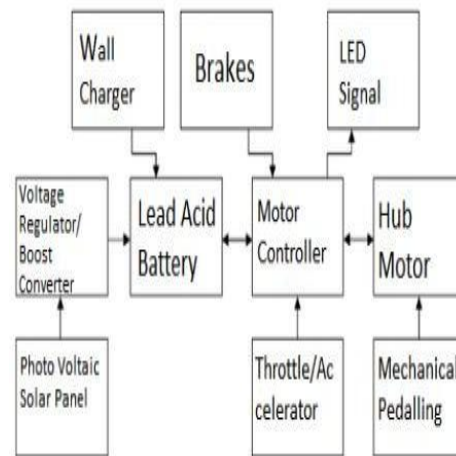 Wall
Charger
Brakes
LED
Signal
Voltage
Regulator/
Boost
Converter
Lead Acid
Battery
Motor
Controller
Hub
Motor
Photo Voltaic
Solar Panel
Throttle/Ac
celerator
Mechanical
Pedalling